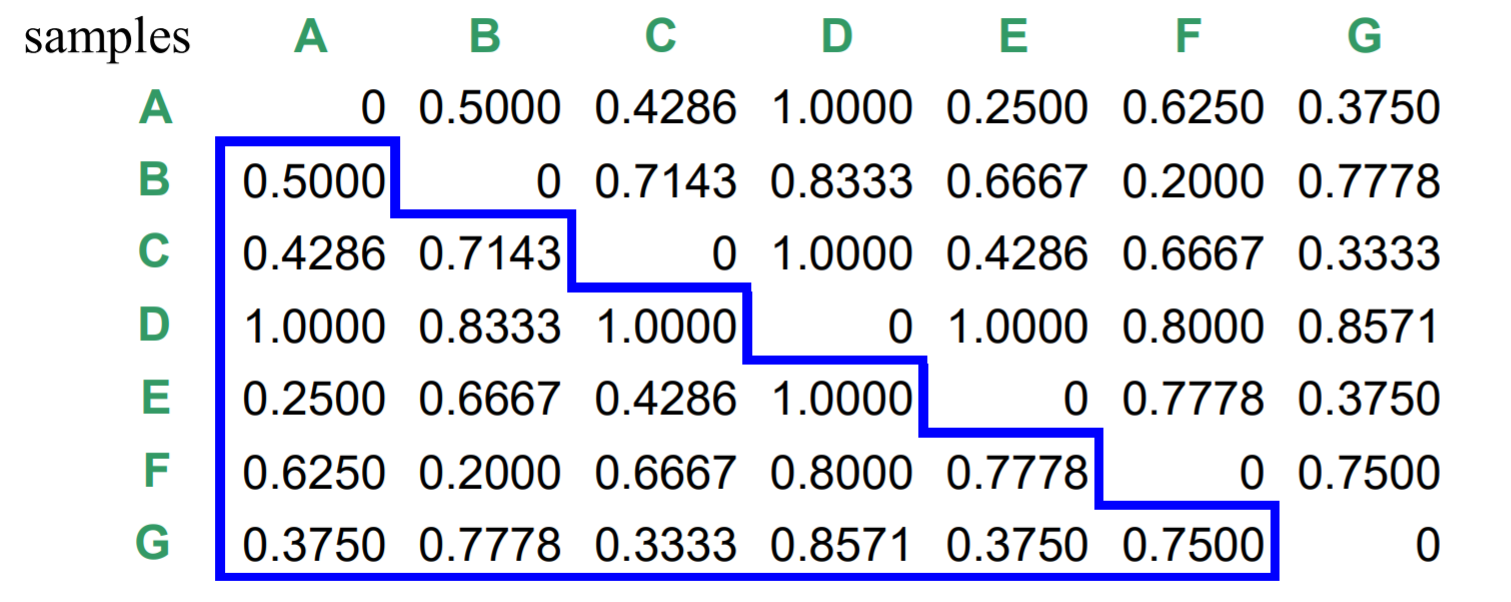 samples A B C D E F G
A 0 0.5000 0.4286 1.0000 0.2500 0.6250 0.3750
B 0.5000 0 0.7143 0.8333 0.6667 0.2000 0.7778
C 0.4286 0.7143 0 1.0000 0.4286 0.6667 0.3333
D 1.0000 0.8333 1.0000 0 1.0000 0.8000 0.8571
E 0.2500 0.6667 0.4286 1.0000 0 0.7778 0.3750
F 0.6250 0.2000 0.6667 0.8000 0.7778 0 0.7500
G 0.3750 0.7778 0.3333 0.8571 0.3750 0.7500 0